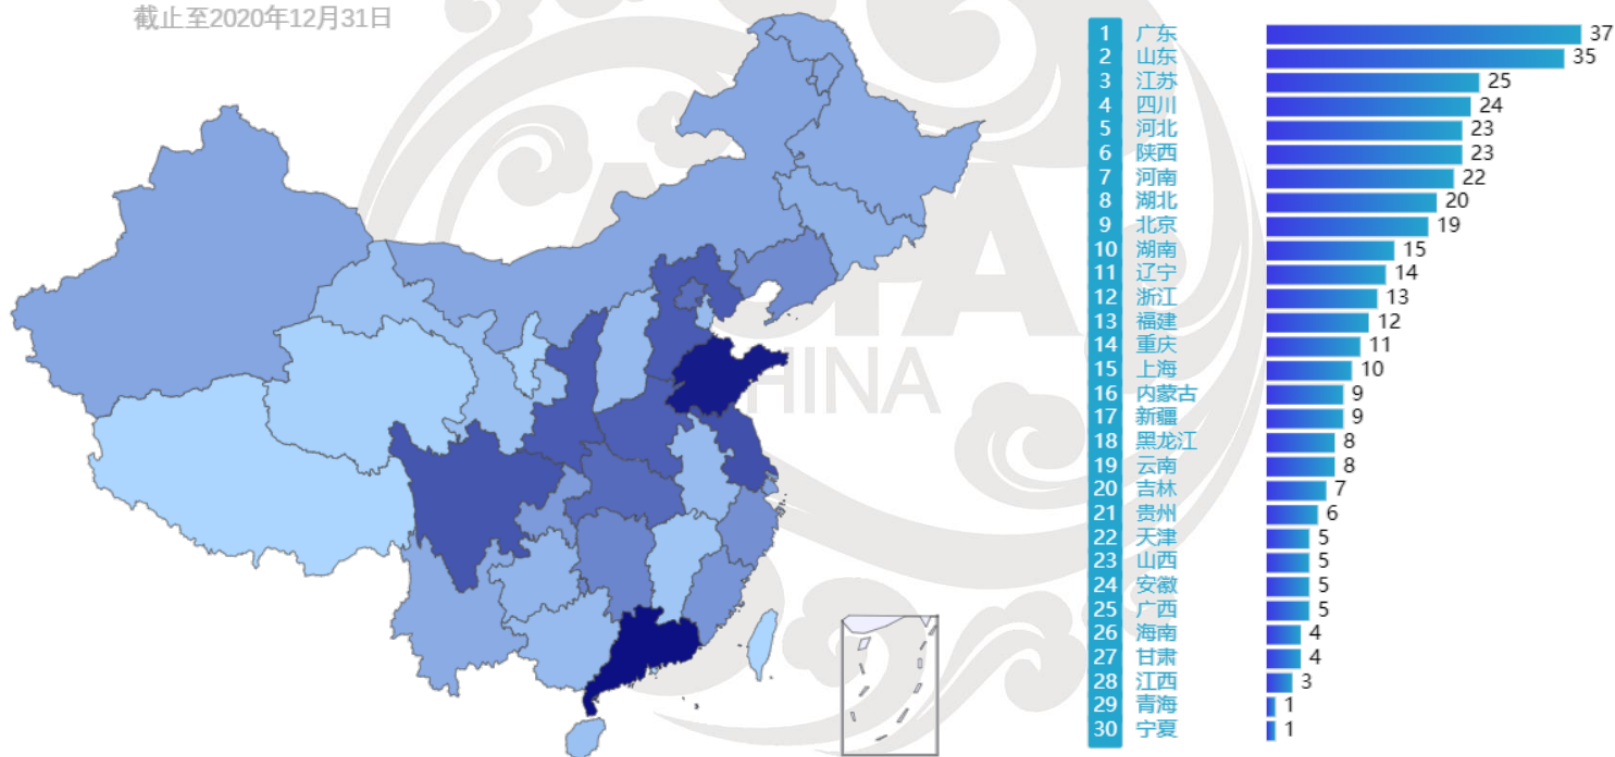 截止至2020年12月31日
CHINA
1 广东 37
2 山东 35
3 江苏 25
4 四川 24
5 河北 23
6 陕西 23
7 河南 22
8 湖北 20
9 北京 19
10 湖南 15
11 辽宁 14
12 浙江 13
13 福建 12
14 重庆 11
15 上海 10
16 内蒙古 9
17 新疆 9
18 黑龙江 8
19 云南 8
20 吉林 7
21 贵州 6
22 天津 5
23 山西 5
24 安徽 5
25 广西 5
26 海南 4
27 甘肃 4
28 江西 3
29 青海 1
30 宁夏 1